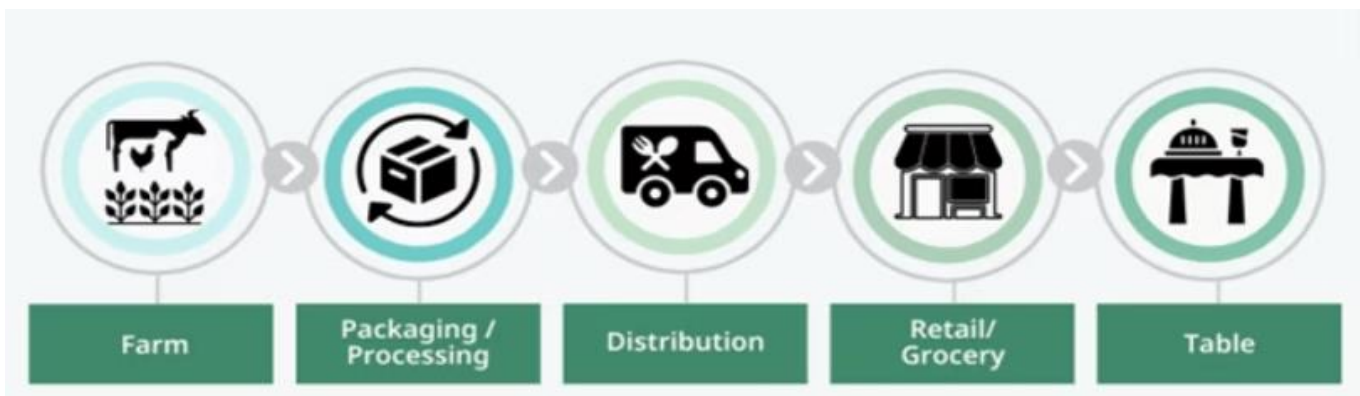 Farm
Packaging /
Processing
Distribution
Retail/
Grocery
Table